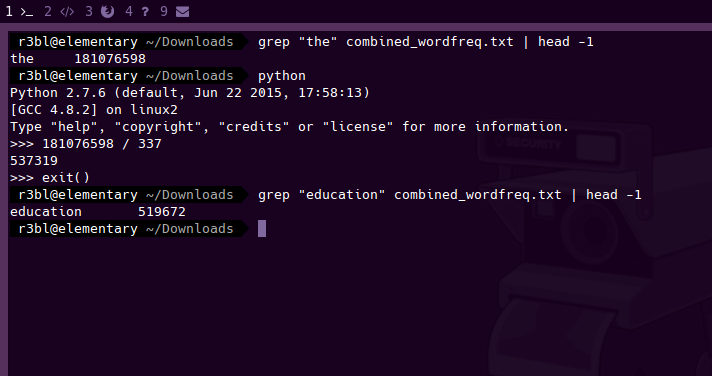 1 >_ 2 </> 3 4 ? 9
r3bl@elementary ~/Downloads grep "the" combined_wordfreq.txt | head -1
the 181076598
r3bl@elementary ~/Downloads python
Python 2.7.6 (default, Jun 22 2015, 17:58:13)
[GCC 4.8.2] on linux2
Type "help", "copyright", "credits" or "license" for more information.
>>> 181076598 / 337
537319
>>> exit()
r3bl@elementary ~/Downloads grep "education" combined_wordfreq.txt | head -1
education 519672
r3bl@elementary ~/Downloads